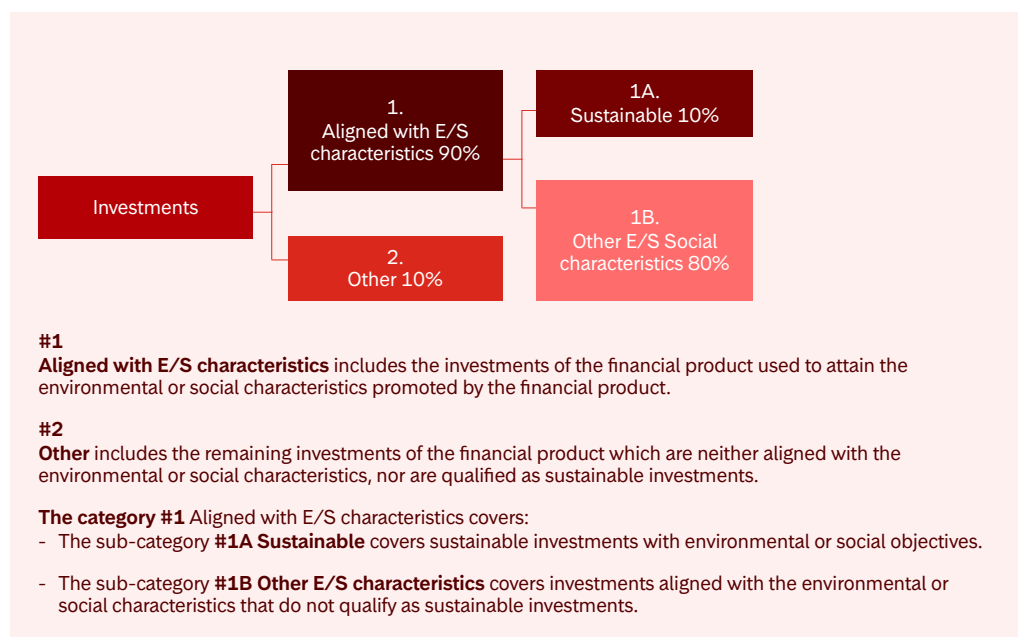 1.
Aligned with E/S
characteristics 90%
1A.
Sustainable 10%
Investments
1B.
Other E/S Social
characteristics 80%
2.
Other 10%
#1
Aligned with E/S characteristics includes the investments of the financial product used to attain the
environmental or social characteristics promoted by the financial product.
#2
Other includes the remaining investments of the financial product which are neither aligned with the
environmental or social characteristics, nor are qualified as sustainable investments.
The category #1 Aligned with E/S characteristics covers:
- The sub-category #1A Sustainable covers sustainable investments with environmental or social objectives.
- The sub-category #1B Other E/S characteristics covers investments aligned with the environmental or
social characteristics that do not qualify as sustainable investments.